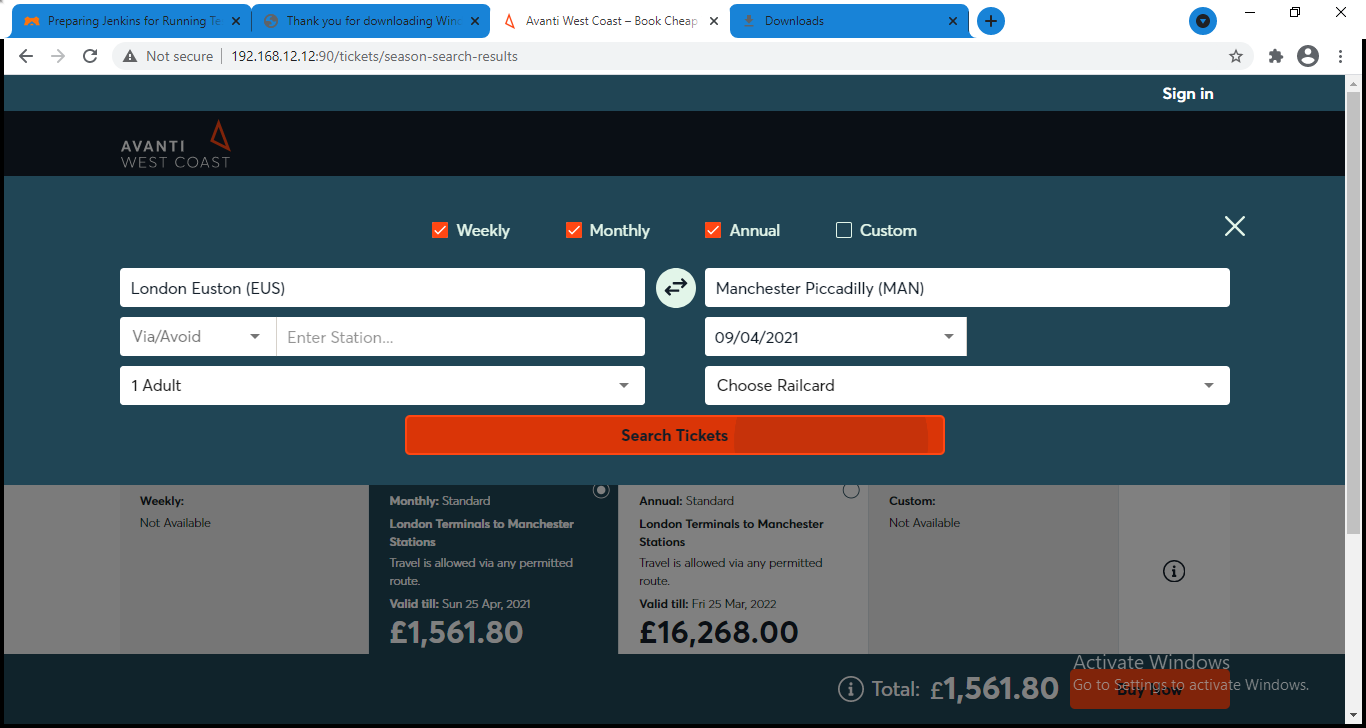 Preparing Jenkins for Running Te
Thank you for downloading Wind
Avanti West Coast – Book Cheap
Downloads
Not secure
192.168.12.12:90/tickets/season-search-results
Sign in
AVANTI
WEST COAST
Weekly
Monthly
Annual
Custom
London Euston (EUS)
Manchester Piccadilly (MAN)
Via/Avoid
Enter Station...
09/04/2021
1 Adult
Choose Railcard
Search Tickets
Weekly:
Not Available
Monthly: Standard
London Terminals to Manchester
Stations
Travel is allowed via any permitted
route.
Valid till: Sun 25 Apr, 2021
£1,561.80
Annual: Standard
London Terminals to Manchester
Stations
Travel is allowed via any permitted
route.
Valid till: Fri 25 Mar, 2022
£16,268.00
Custom:
Not Available
Total: £1,561.80
Buy Now
Activate Windows
Go to Settings to activate Windows.